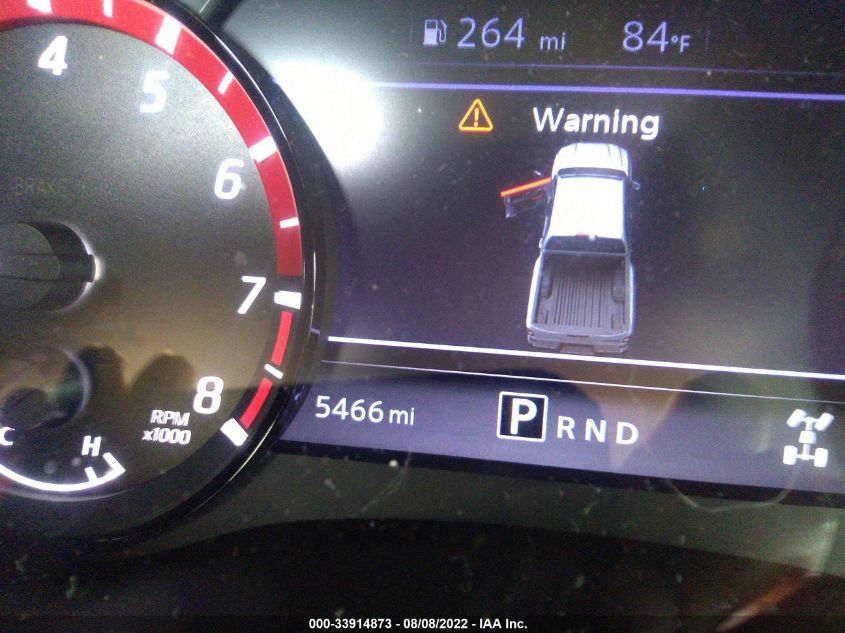 264 mi 84°F
Warning
4
5
6
7
8
RPM
x1000
BRAKE
C H
5466 mi P R N D
000-33914873 - 08/08/2022 - IAA Inc.